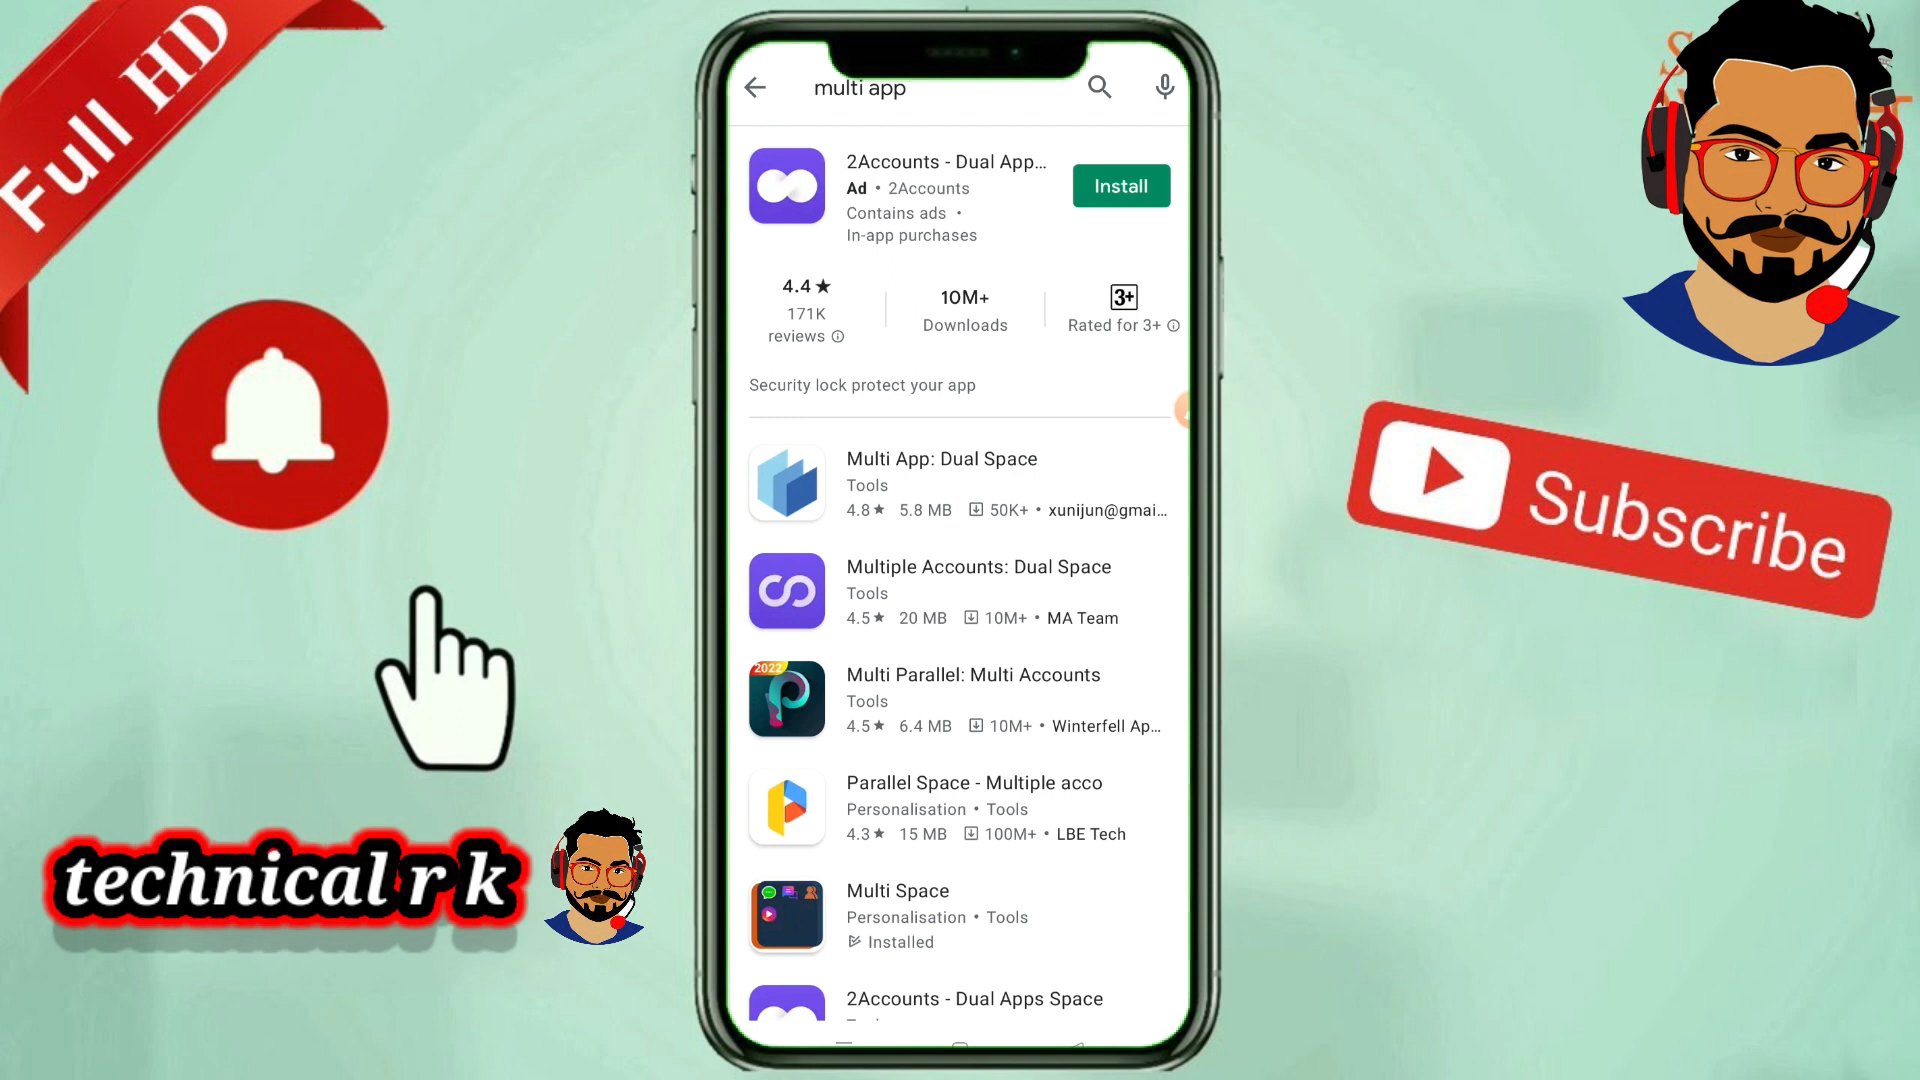 Full HD
multi app
2Accounts - Dual App...
Ad • 2Accounts
Contains ads •
In-app purchases
Install
4.4★
171K
reviews
10M+
Downloads
3+
Rated for 3+
Security lock protect your app
Multi App: Dual Space
Tools
4.8★ 5.8 MB 50K+ • xunijun@gmai...
Multiple Accounts: Dual Space
Tools
4.5★ 20 MB 10M+ • MA Team
2022
Multi Parallel: Multi Accounts
Tools
4.5★ 6.4 MB 10M+ • Winterfell Ap...
Parallel Space - Multiple acco
Personalisation • Tools
4.3★ 15 MB 100M+ • LBE Tech
Multi Space
Personalisation • Tools
Installed
2Accounts - Dual Apps Space
Subscribe
technical r k